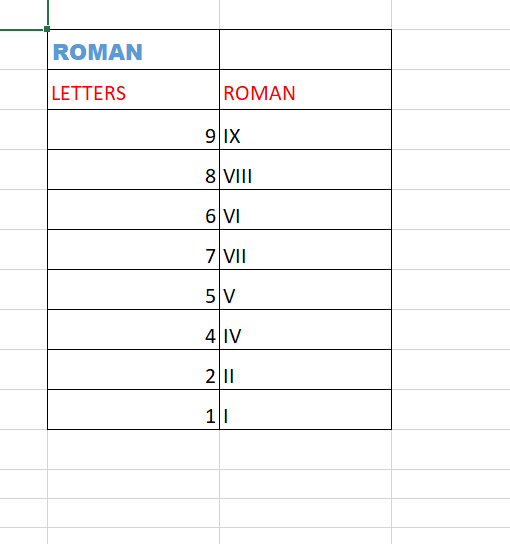 ROMAN
LETTERS ROMAN
9 IX
8 VIII
6 VI
7 VII
5 V
4 IV
2 II
1 I